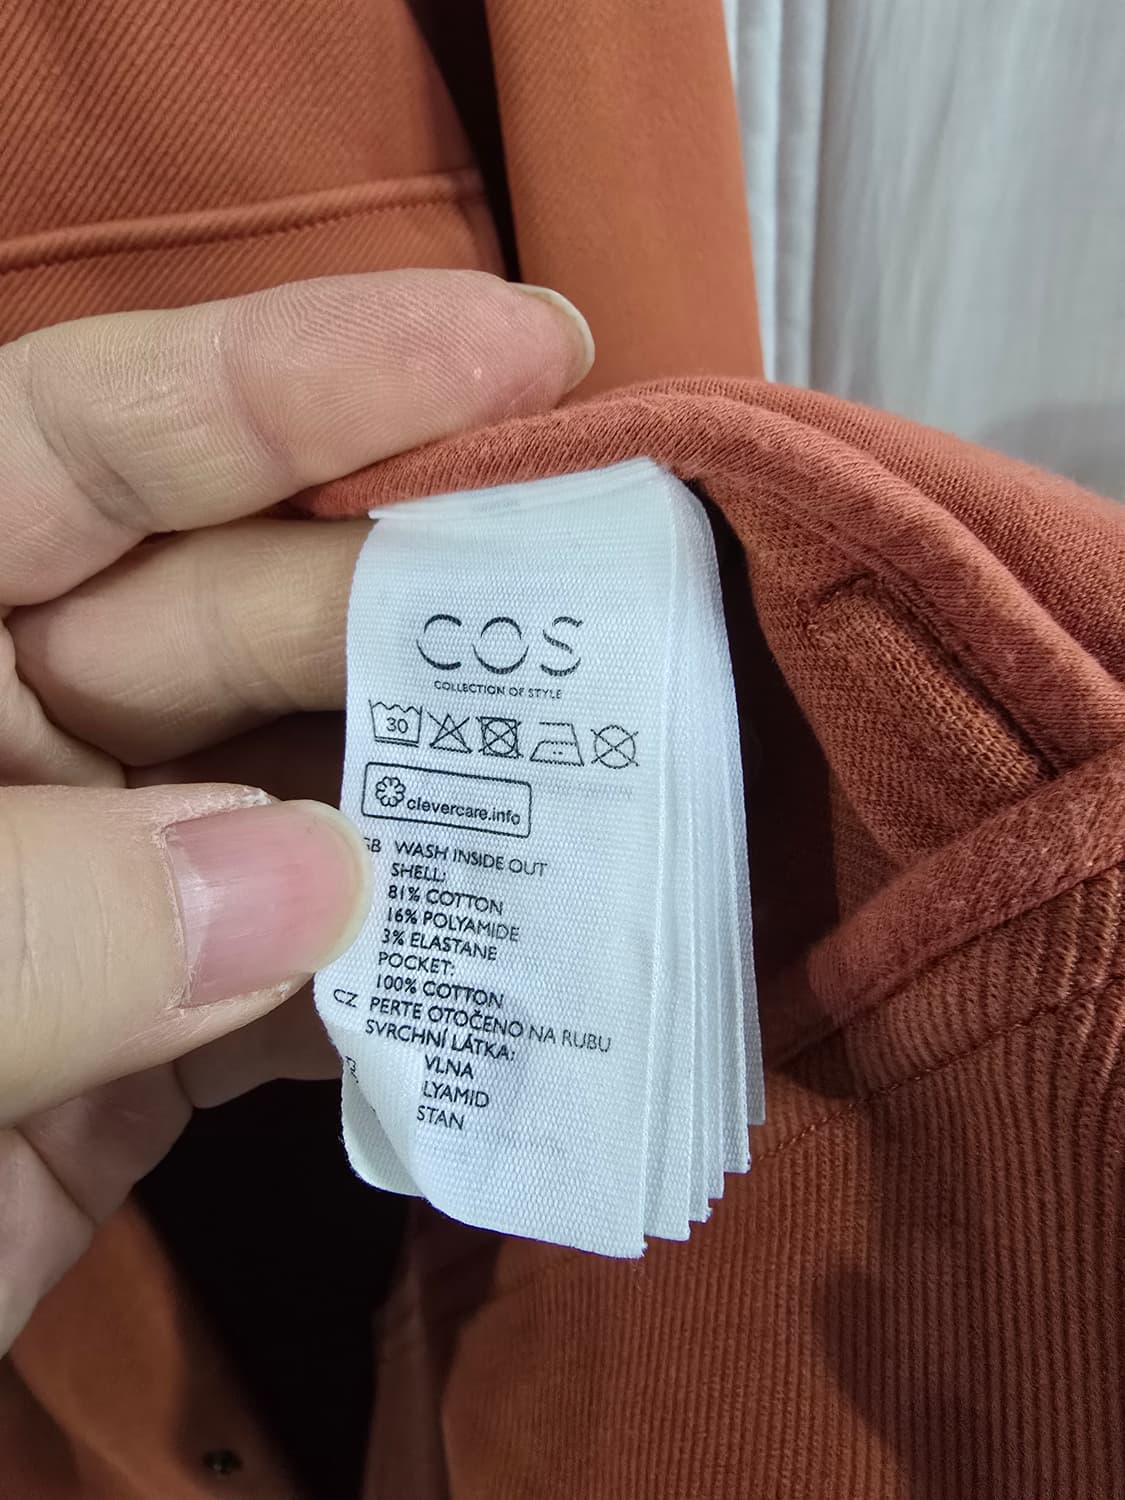 COS
COLLECTION OF STYLE
30
clevercare.info
GB WASH INSIDE OUT
SHELL:
81% COTTON
16% POLYAMIDE
3% ELASTANE
POCKET:
100% COTTON
CZ PERTE OTOČENO NA RUBU
SVRCHNÍ LÁTKA:
VLNA
LYAMID
STAN